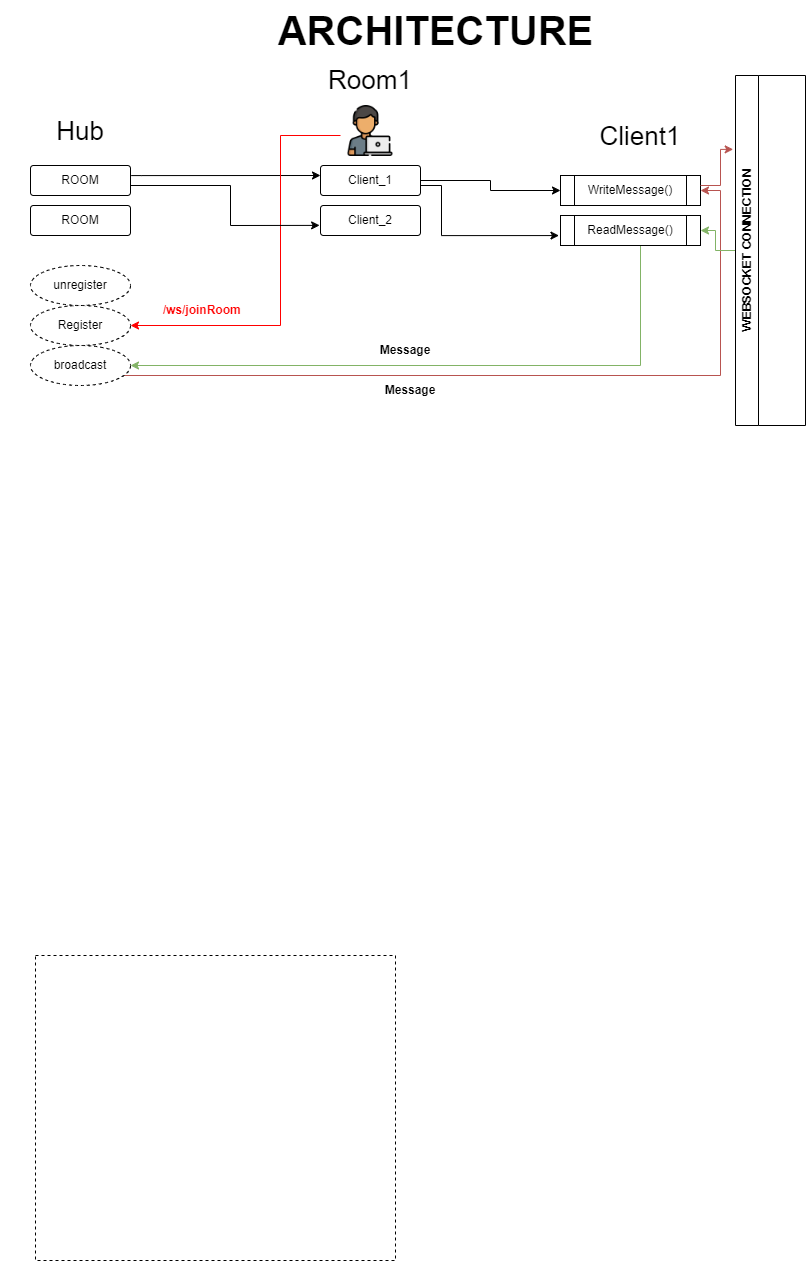 ARCHITECTURE
Room1
Hub
Client1
ROOM
Client_1
WriteMessage()
ROOM
Client_2
ReadMessage()
WEBSOCKET CONNECTION
unregister
/ws/joinRoom
Register
Message
broadcast
Message